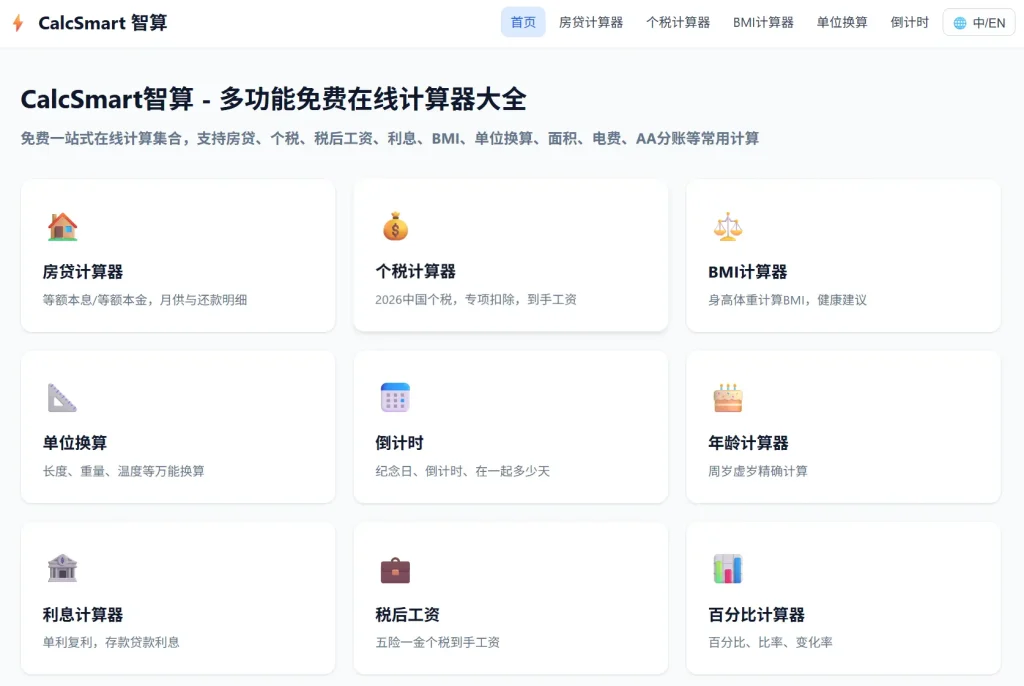 CalcSmart 智算
首页
房贷计算器
个税计算器
BMI计算器
单位换算
倒计时
中/EN
CalcSmart智算 - 多功能免费在线计算器大全
免费一站式在线计算集合，支持房贷、个税、税后工资、利息、BMI、单位换算、面积、电费、AA分账等常用计算
房贷计算器
等额本息/等额本金，月供与还款明细
个税计算器
2026中国个税，专项扣除，到手工资
BMI计算器
身高体重计算BMI，健康建议
单位换算
长度、重量、温度等万能换算
倒计时
纪念日、倒计时、在一起多少天
年龄计算器
周岁虚岁精确计算
利息计算器
单利复利，存款贷款利息
税后工资
五险一金个税到手工资
百分比计算器
百分比、比率、变化率